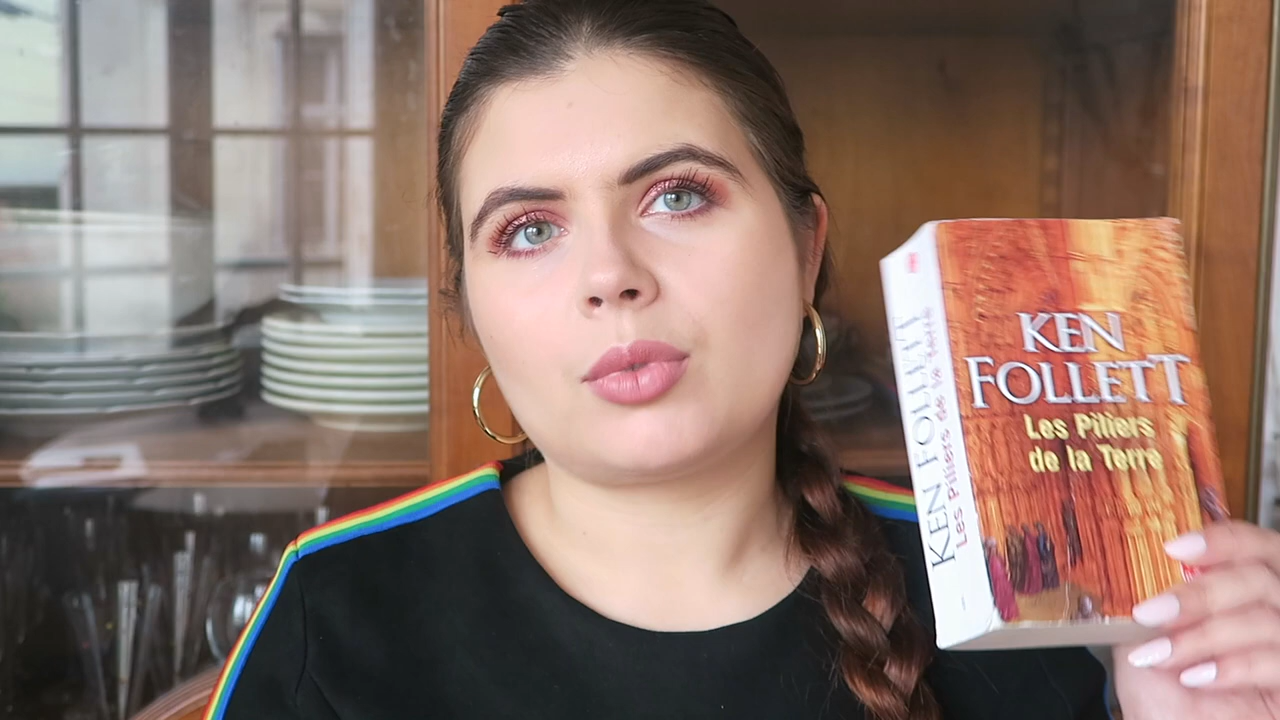 KEN FOLLETT
Les Piliers de la Terre
KEN
FOLLETT
Les Piliers
de la Terre